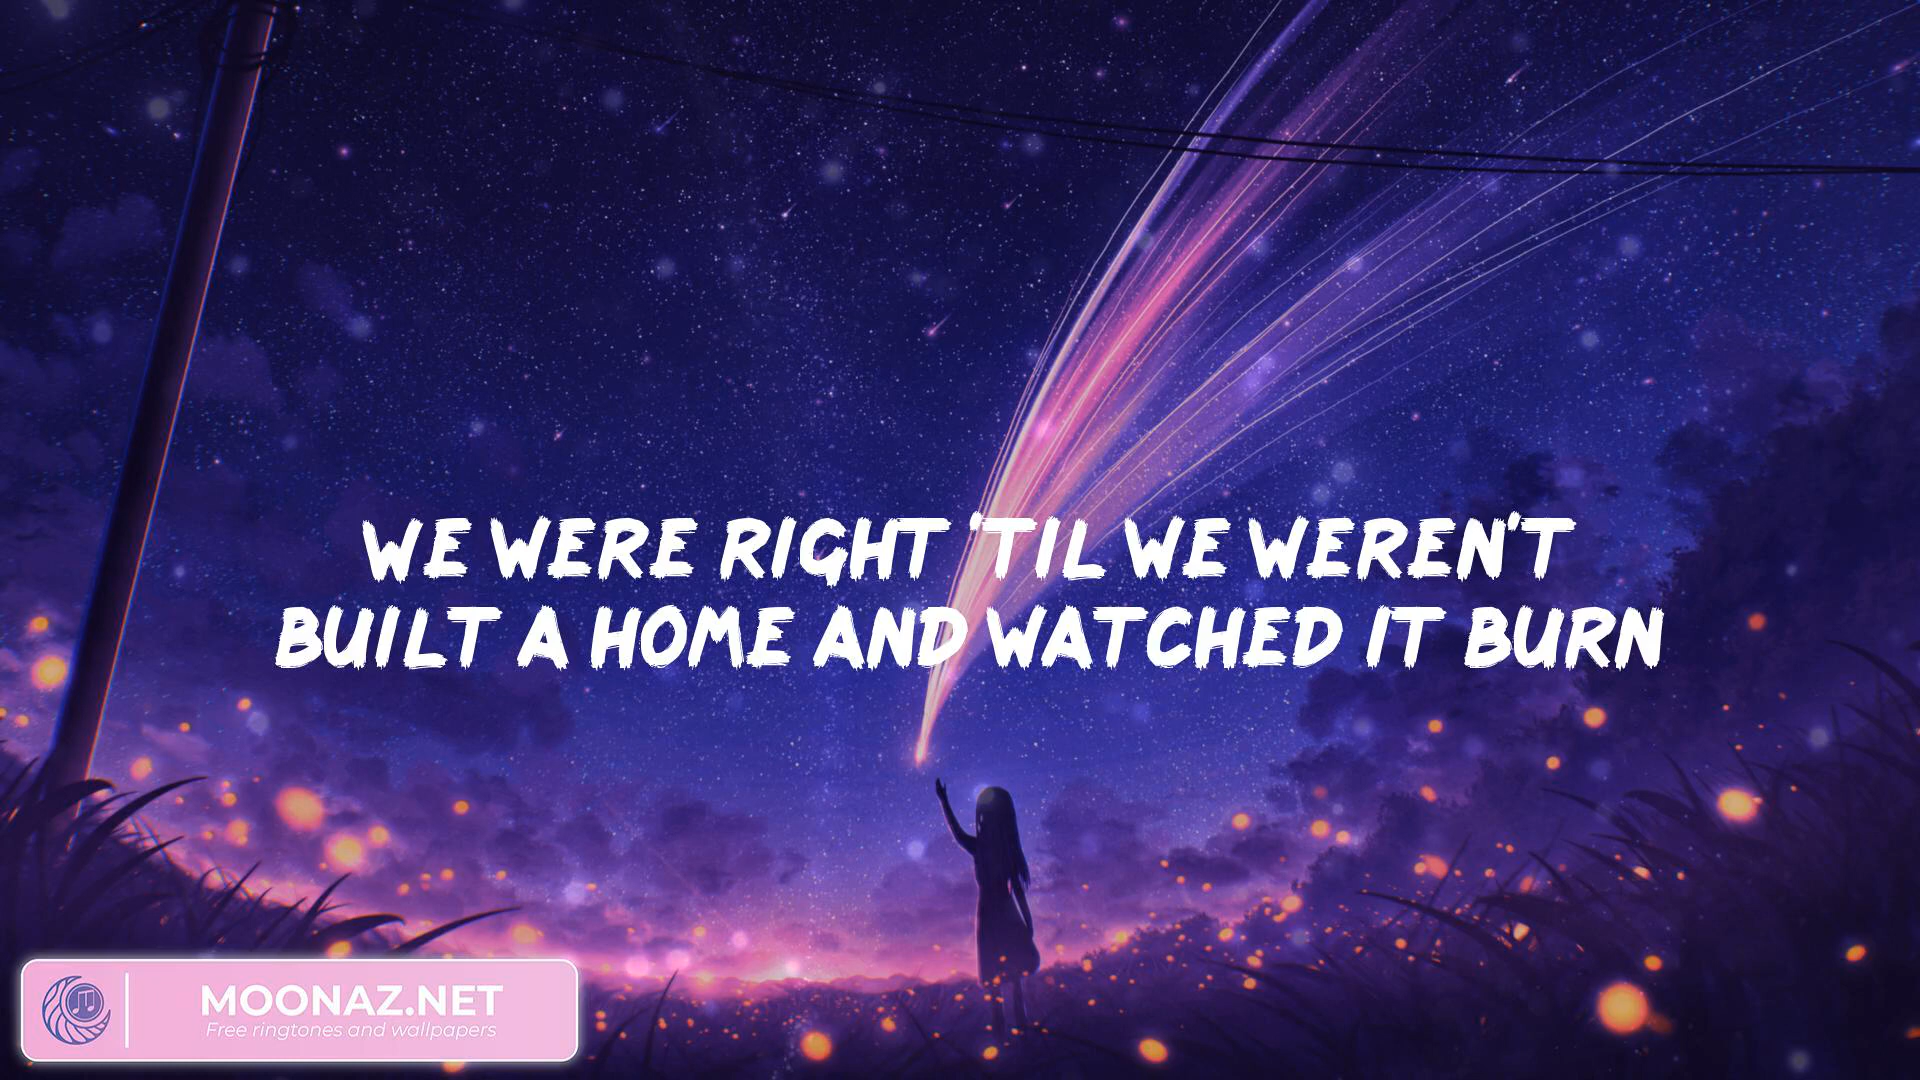 WE WERE RIGHT 'TIL WE WEREN'T
BUILT A HOME AND WATCHED IT BURN
MOONAZ.NET
Free ringtones and wallpapers